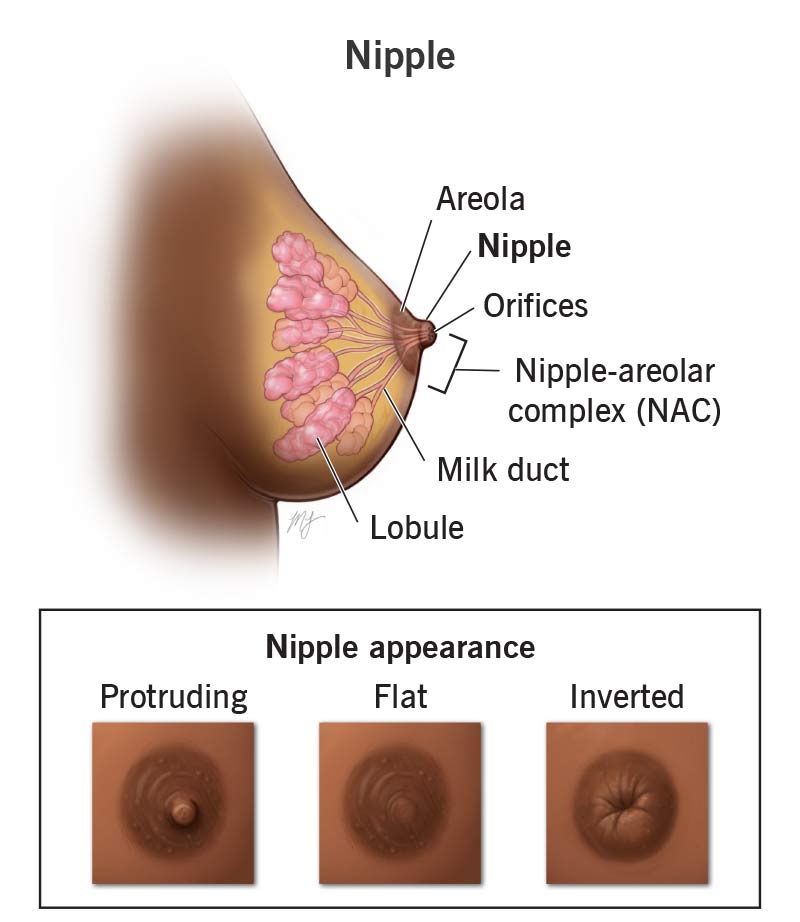 Nipple
Areola
Nipple
Orifices
Nipple-areolar
complex (NAC)
Milk duct
Lobule
Nipple appearance
Protruding
Flat
Inverted